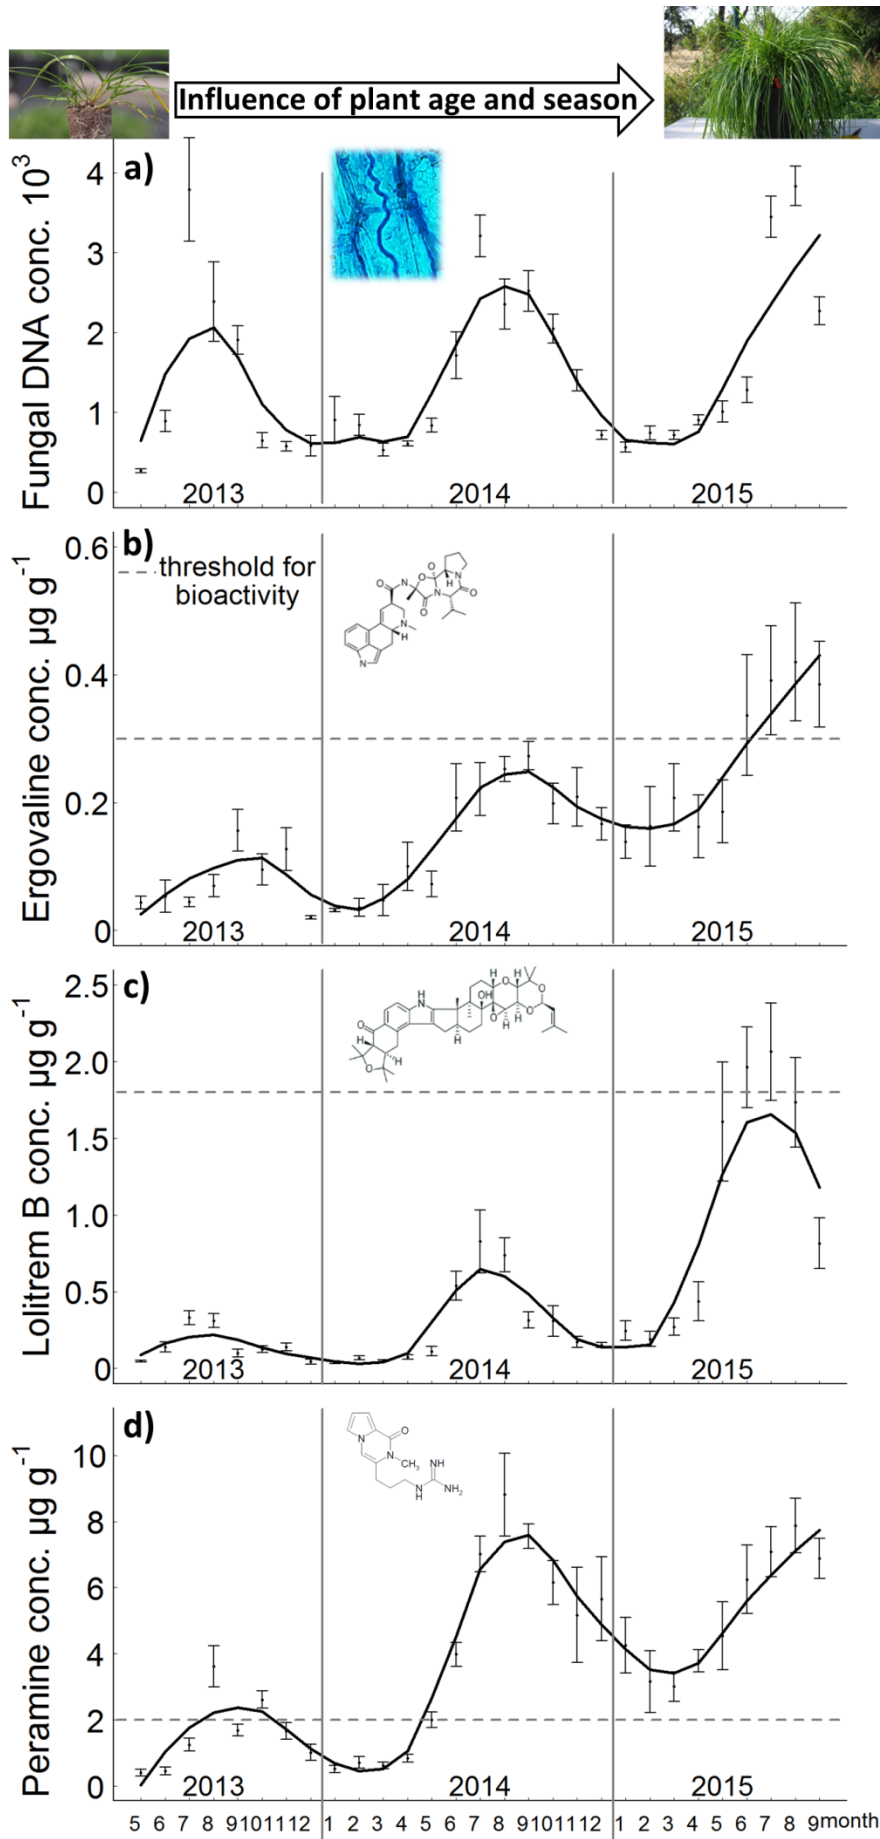 Influence of plant age and season
a)
Fungal DNA conc. 10³
4
3
2
1
0
2013
2014
2015
b)
threshold for
bioactivity
Ergovaline conc. µg g⁻¹
0.6
0.4
0.2
0
O
N
O
O
H
N
N
O
O
N
H
N
2013
2014
2015
c)
Lolitrem B conc. µg g⁻¹
2.5
2.0
1.5
1.0
0.5
0
H
N
O
H
H
O
OH
O
H
H
O
H
O
H
O
2013
2014
2015
d)
Peramine conc. µg g⁻¹
10
8
6
4
2
0
O
N
N
CH₃
NH
N
H
NH₂
2013
2014
2015
5 6 7 8 9 10 11 12 1 2 3 4 5 6 7 8 9 10 11 12 1 2 3 4 5 6 7 8 9 month